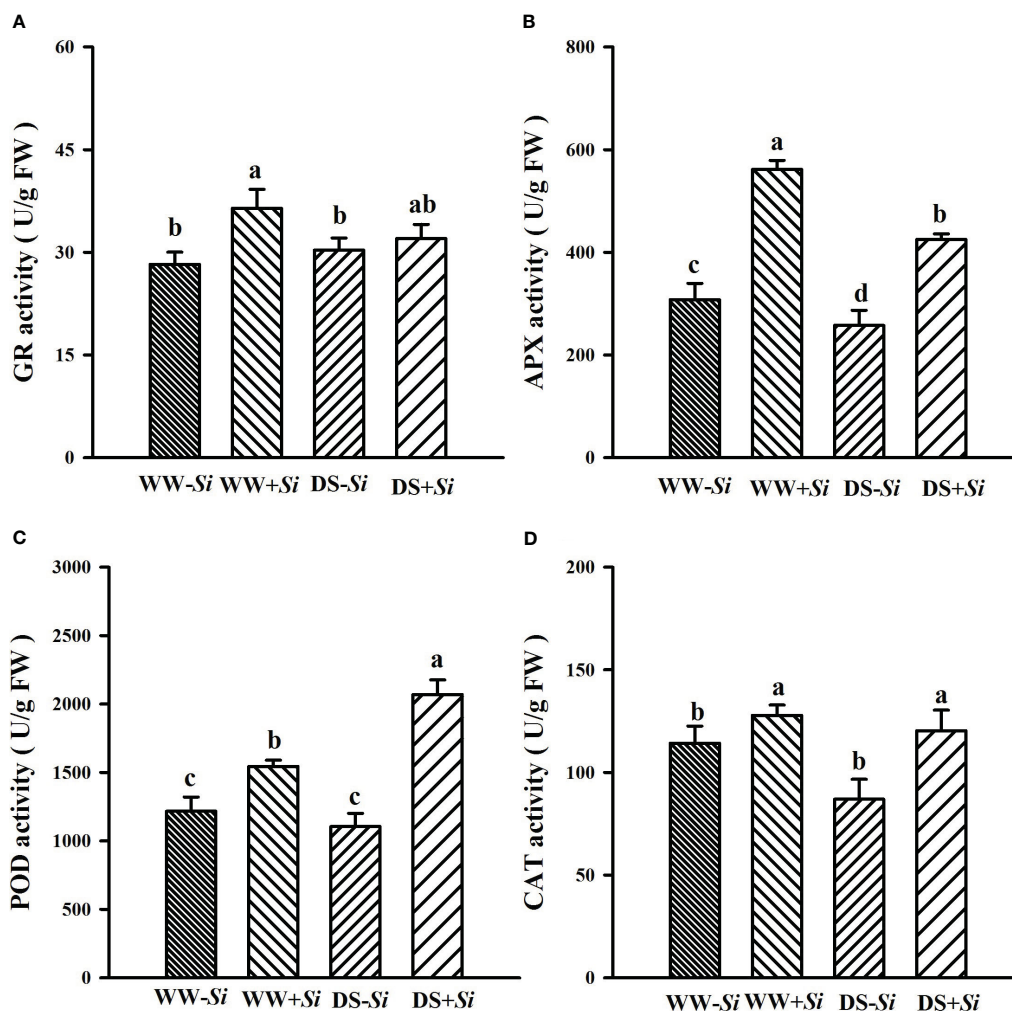 A
GR activity ( U/g FW )
60
45
30
15
0
b
a
b
ab
WW-Si
WW+Si
DS-Si
DS+Si
B
APX activity ( U/g FW )
800
600
400
200
0
c
a
d
b
WW-Si
WW+Si
DS-Si
DS+Si
C
POD activity ( U/g FW )
3000
2500
2000
1500
1000
500
0
c
b
c
a
WW-Si
WW+Si
DS-Si
DS+Si
D
CAT activity ( U/g FW )
200
150
100
50
0
b
a
b
a
WW-Si
WW+Si
DS-Si
DS+Si